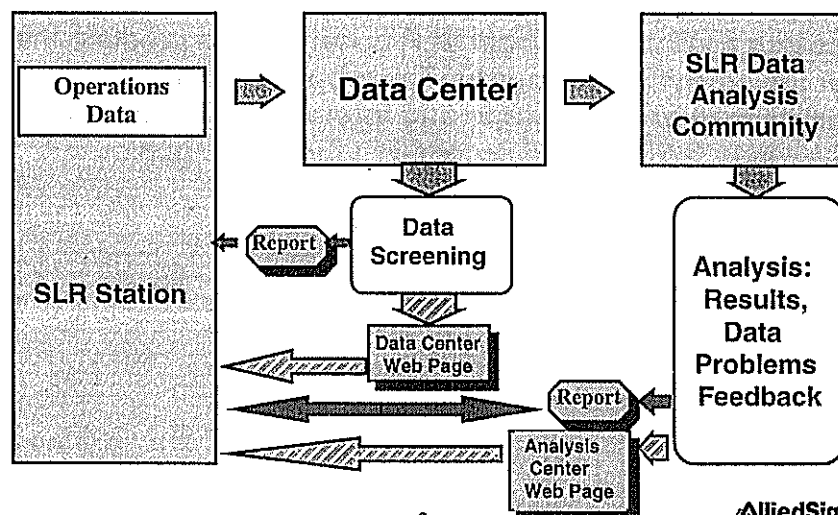 Operations
Data
Data Center
SLR Data
Analysis
Community
Report
Data
Screening
SLR Station
Analysis:
Results,
Data
Problems
Feedback
Data Center
Web Page
Report
Analysis
Center
Web Page
AlliedSig